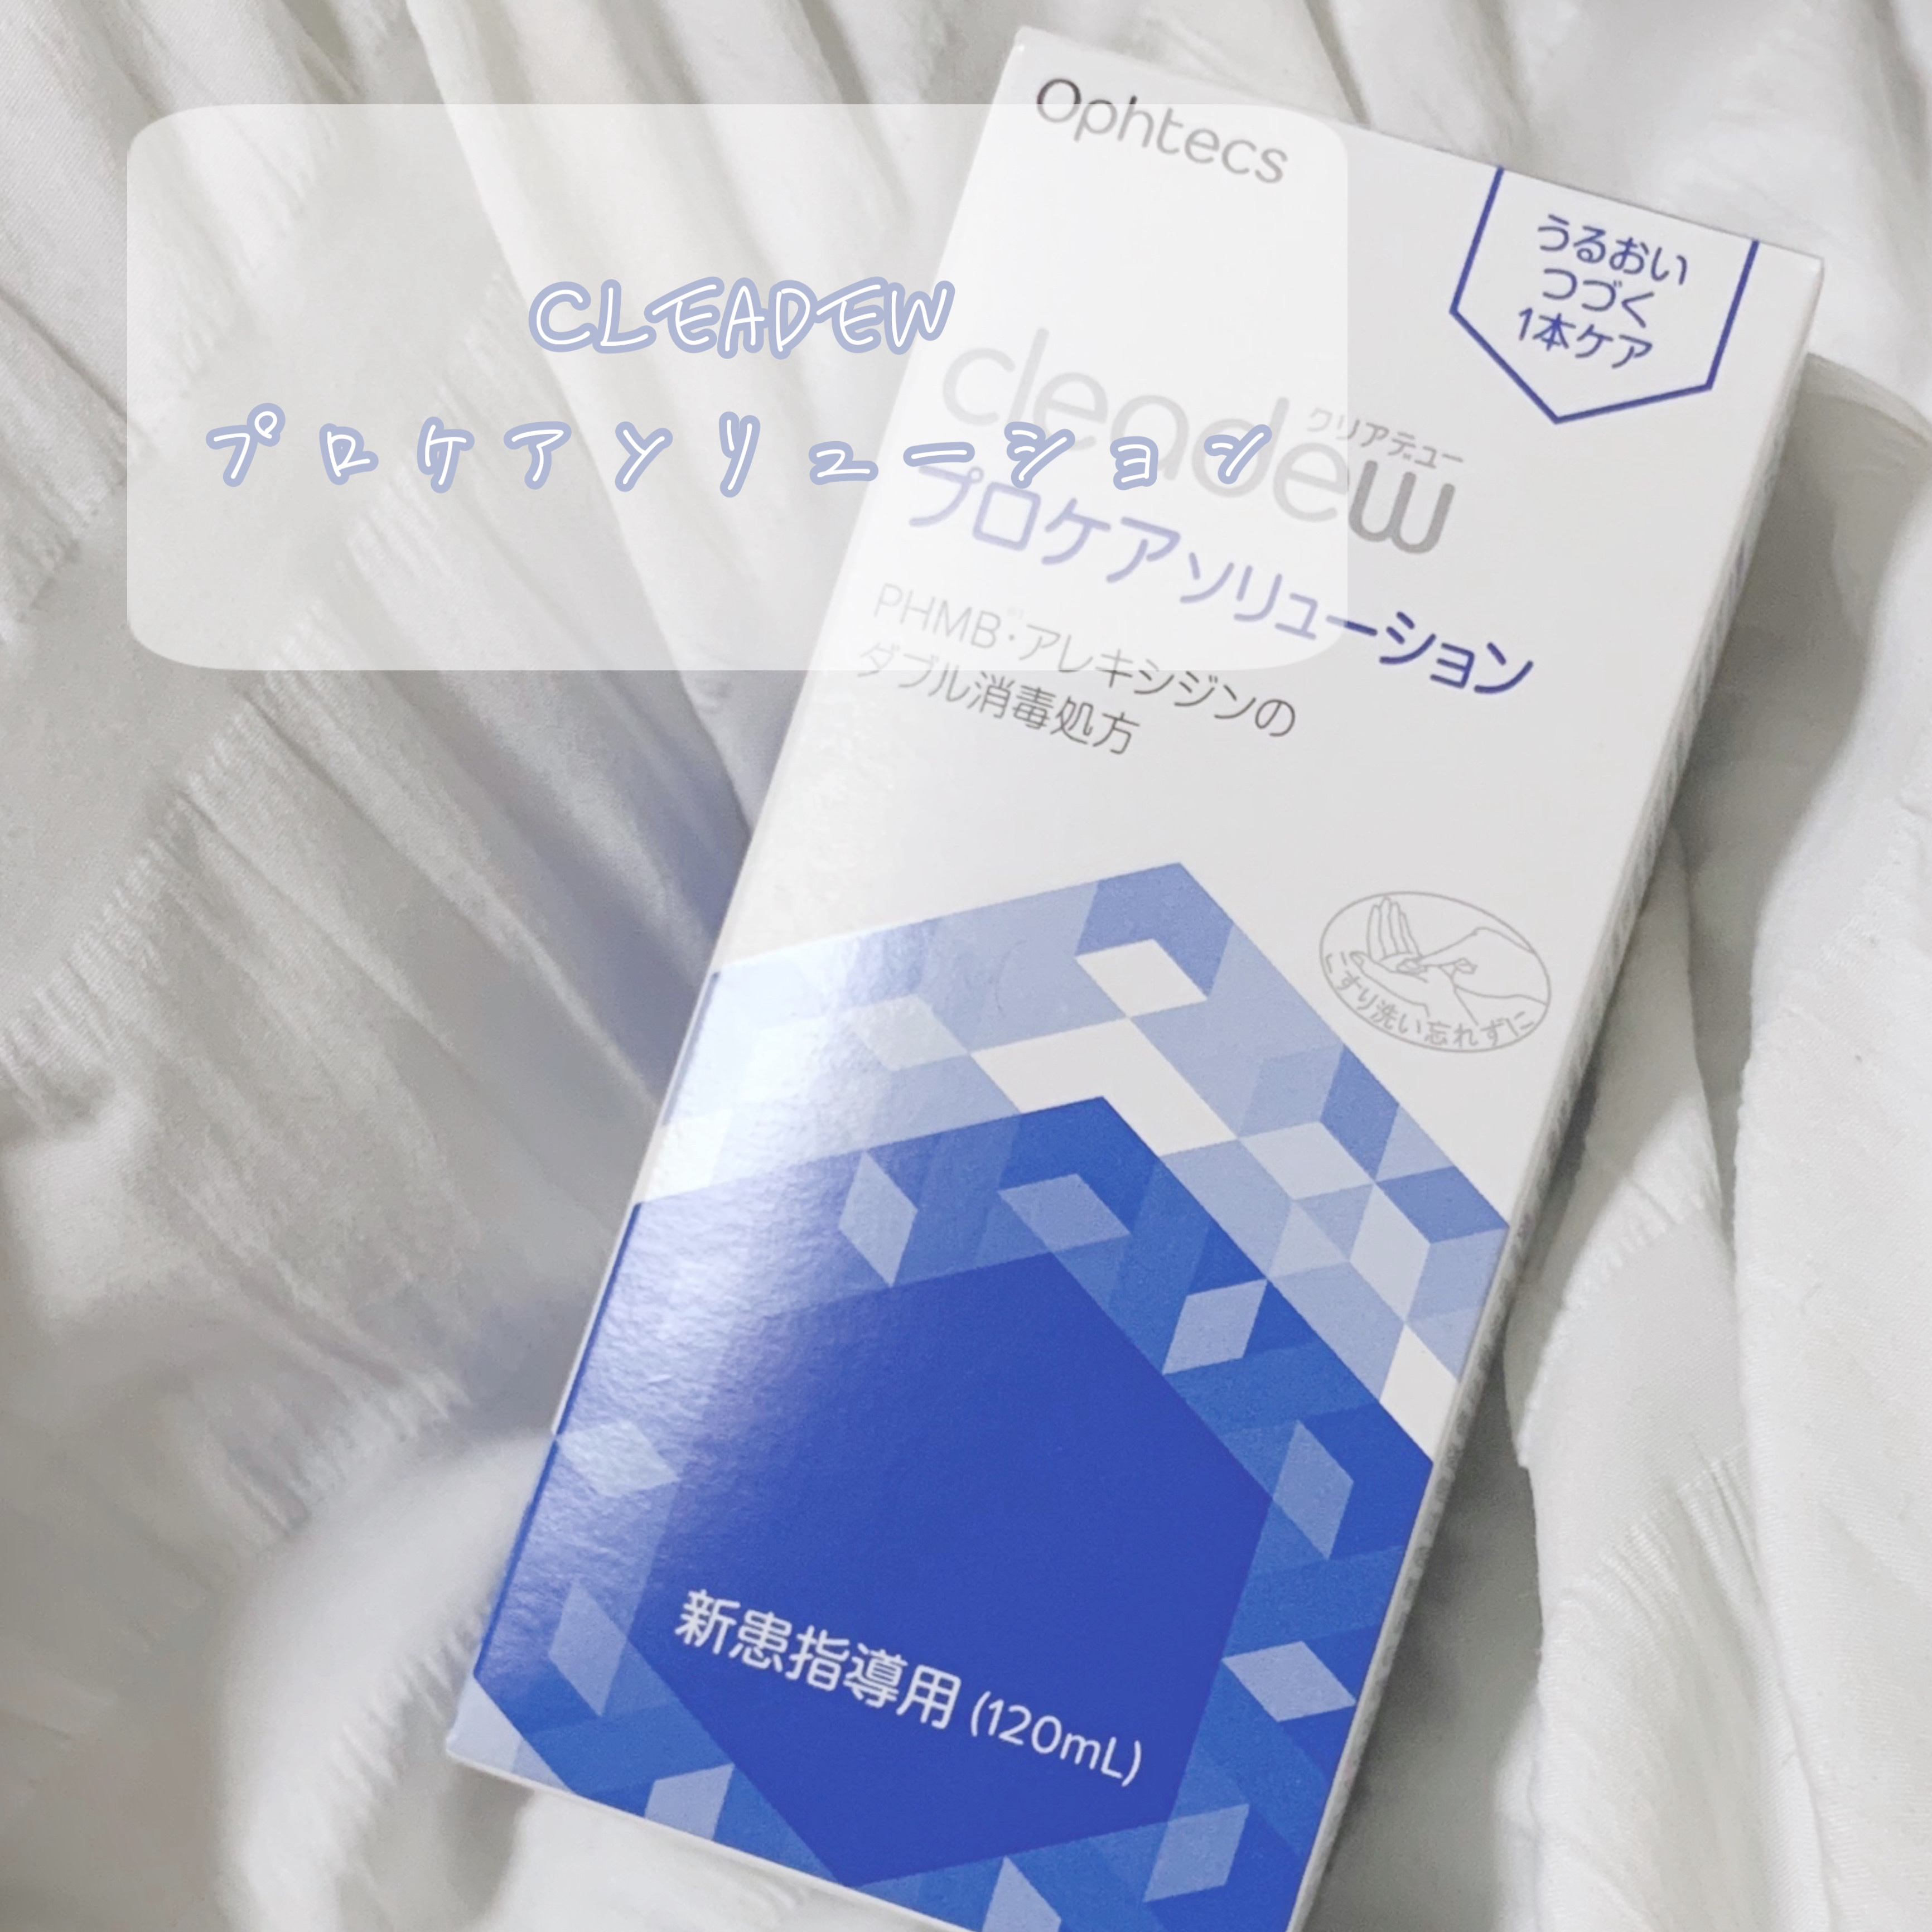 CLEADEW
プロケアソリューション
Ophtecs
うるおい
つづく
1本ケア
クリアデュー
cleadew
プロケアソリューション
PHMB・アレキシジンの
ダブル消毒処方
こすり洗い忘れずに
新患指導用 (120mL)